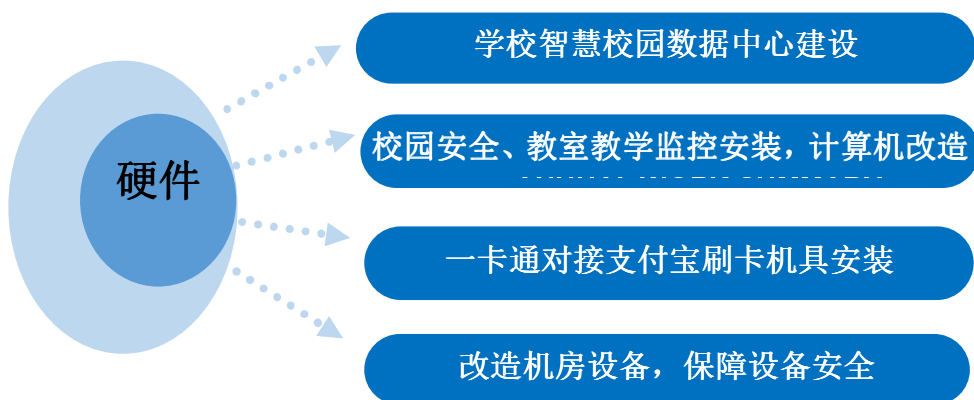 学校智慧校园数据中心建设
校园安全、教室教学监控安装，计算机改造
硬件
一卡通对接支付宝刷卡机具安装
改造机房设备，保障设备安全